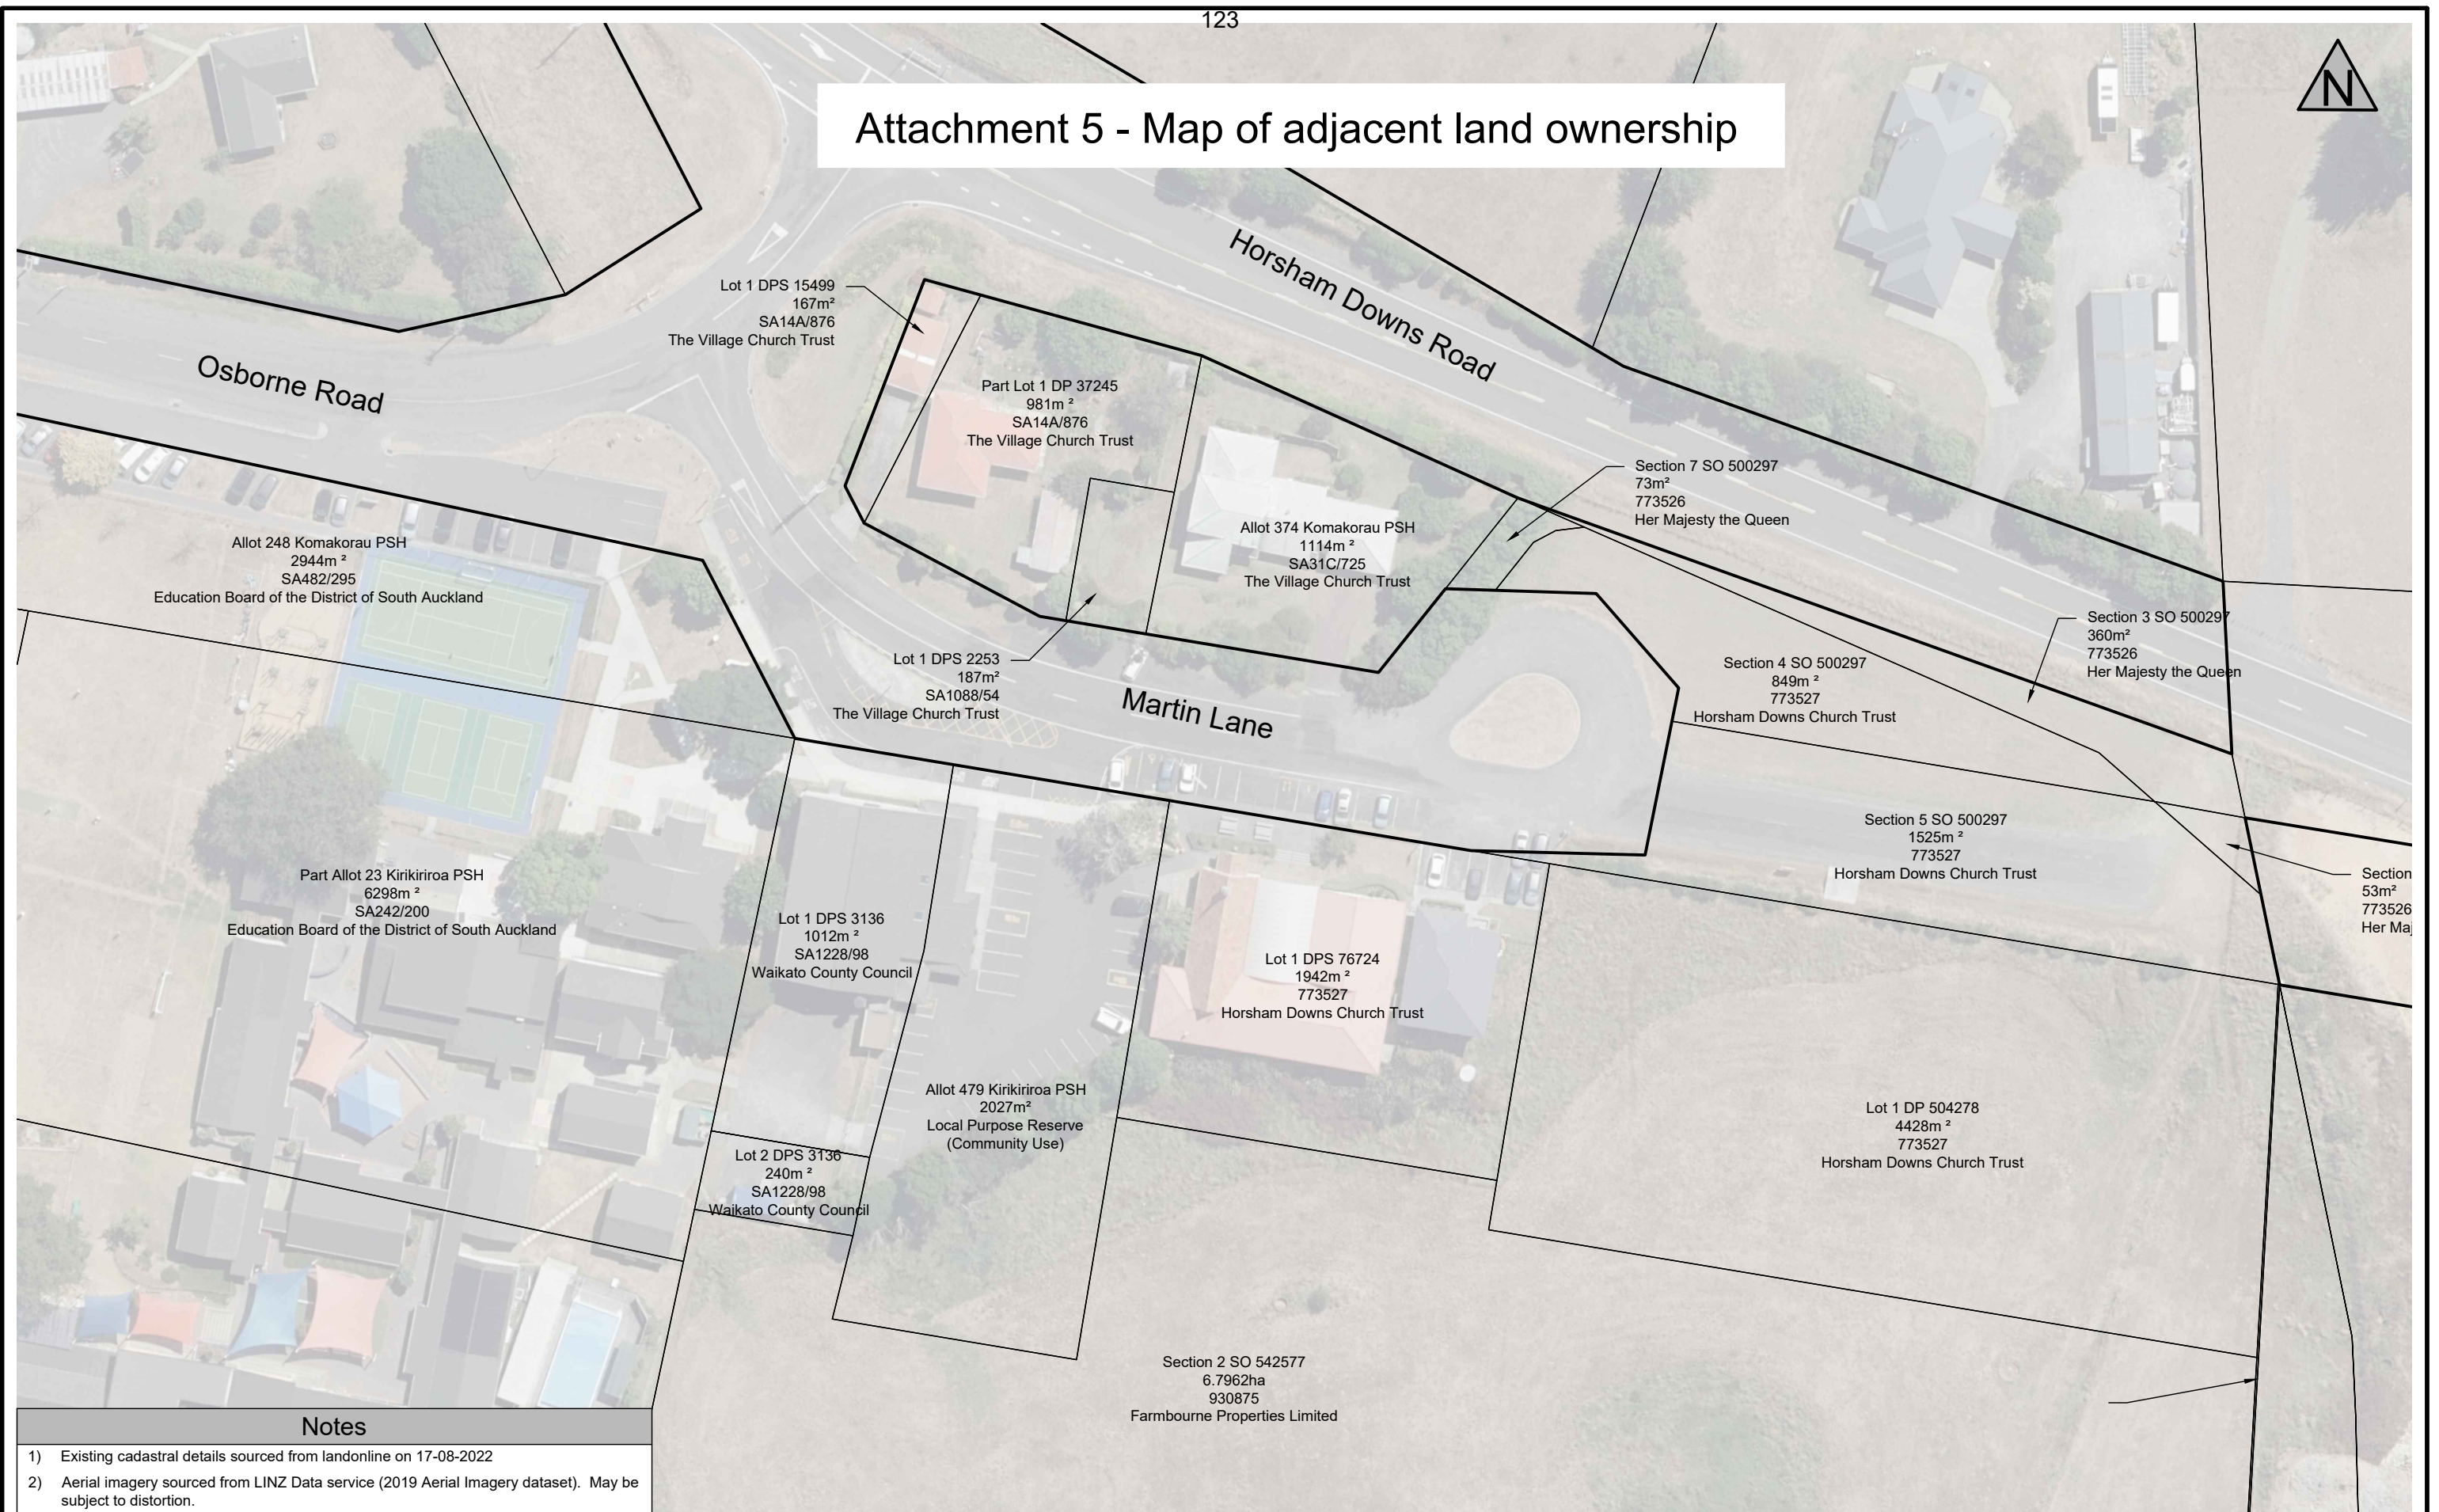 123
Attachment 5 - Map of adjacent land ownership
N
Horsham Downs Road
Osborne Road
Martin Lane
Lot 1 DPS 15499
167m²
SA14A/876
The Village Church Trust
Part Lot 1 DP 37245
981m ²
SA14A/876
The Village Church Trust
Section 7 SO 500297
73m²
773526
Her Majesty the Queen
Allot 374 Komakorau PSH
1114m ²
SA31C/725
The Village Church Trust
Allot 248 Komakorau PSH
2944m ²
SA482/295
Education Board of the District of South Auckland
Section 3 SO 500297
360m²
773526
Her Majesty the Queen
Lot 1 DPS 2253
187m²
SA1088/54
The Village Church Trust
Section 4 SO 500297
849m ²
773527
Horsham Downs Church Trust
Section 5 SO 500297
1525m ²
773527
Horsham Downs Church Trust
Section
53m²
773526
Her Maj
Part Allot 23 Kirikiriroa PSH
6298m ²
SA242/200
Education Board of the District of South Auckland
Lot 1 DPS 3136
1012m ²
SA1228/98
Waikato County Council
Lot 1 DPS 76724
1942m ²
773527
Horsham Downs Church Trust
Allot 479 Kirikiriroa PSH
2027m²
Local Purpose Reserve
(Community Use)
Lot 1 DP 504278
4428m ²
773527
Horsham Downs Church Trust
Lot 2 DPS 3136
240m ²
SA1228/98
Waikato County Council
Section 2 SO 542577
6.7962ha
930875
Farmbourne Properties Limited
Notes
1) Existing cadastral details sourced from landonline on 17-08-2022
2) Aerial imagery sourced from LINZ Data service (2019 Aerial Imagery dataset). May be
subject to distortion.